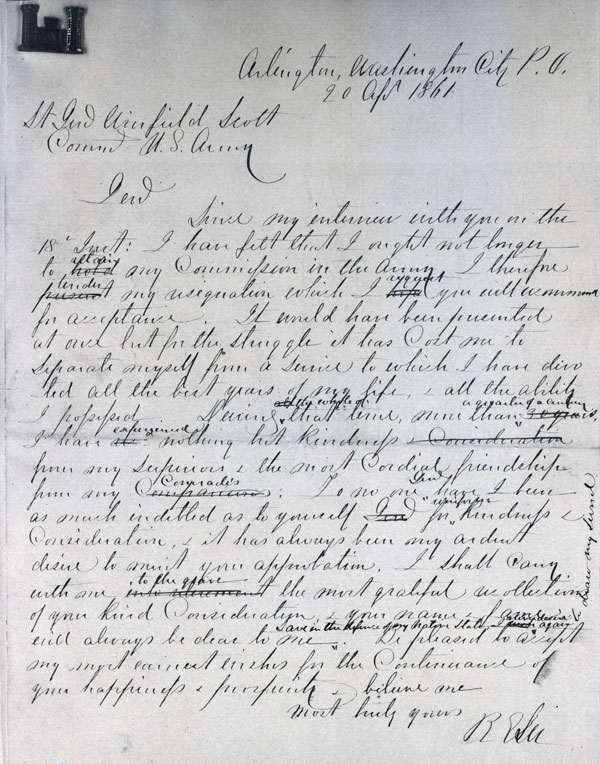 Arlington, Washington City P.O.
20 Apr 1861
Lt Genl Winfield Scott
Comnd U.S. Army
Genl
Since my interview with you on the
18" Inst: I have felt that I ought not longer
to hold retain my Commission in the Army. I therefore
present tender my resignation which I request you will recommend
for acceptance. It would have been presented
at once but for the struggle it has Cost me to
separate myself from a service to which I have devo
ted all the best years of my life, & all the ability
I possessed. During the whole of that time, more than 30 years, a quarter of a century
I have experienced nothing but kindness & Consideration
from my superiors & the most Cordial friendship
from my Companions Comrades: To no one Genl have I been
as much indebted as to yourself Genl for uniform kindness &
Consideration, & it has always been my ardent
desire to merit your approbation. I shall carry
with me into retirement to the grave the most grateful recollection
of your kind Consideration, & your name & fame
will always be dear to me. Save in the defence of my native State, never again draw my sword
Be pleased to accept
my most earnest wishes for the Continuance of
your happiness & prosperity & believe me
most truly yours
R E Lee